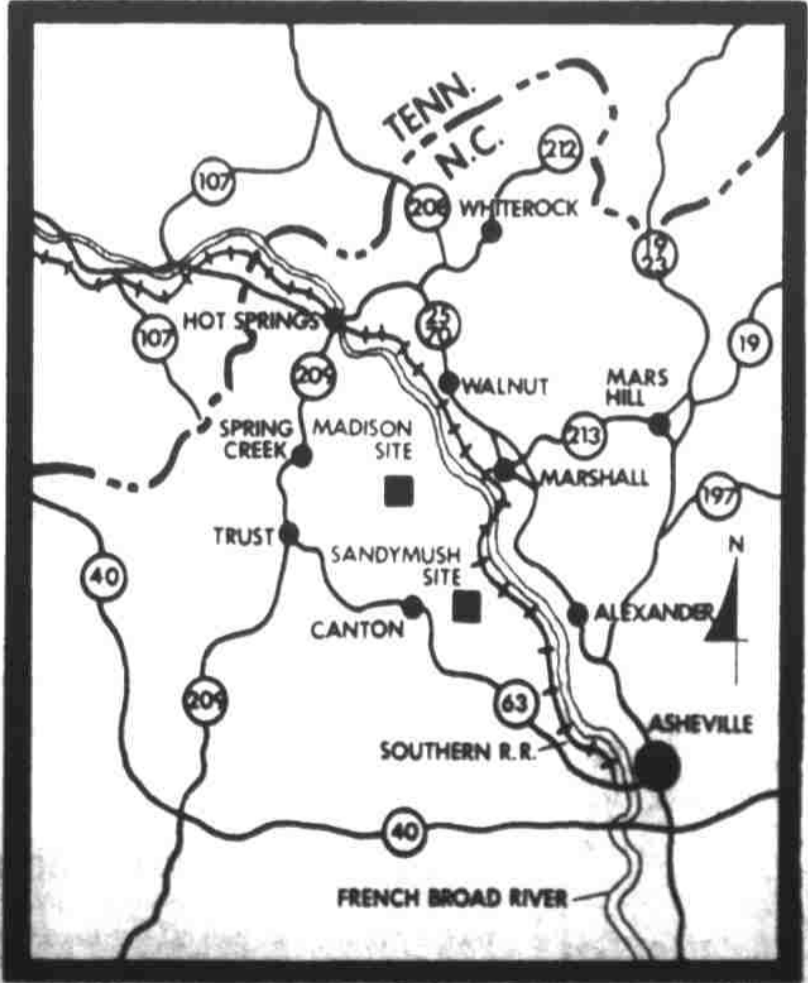 TENN.
N.C.
212
107
208
WHITEROCK
19
23
HOT SPRINGS
25
70
107
19
209
WALNUT
MARS
HILL
SPRING
CREEK
MADISON
SITE
213
MARSHALL
197
TRUST
N
40
SANDYMUSH
SITE
CANTON
ALEXANDER
209
63
ASHEVILLE
SOUTHERN R.R.
40
FRENCH BROAD RIVER